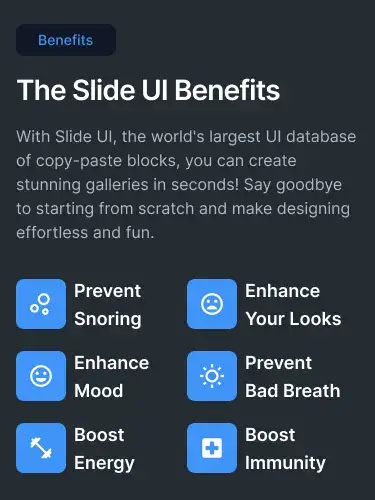 Benefits
The Slide UI Benefits
With Slide UI, the world's largest UI database
of copy-paste blocks, you can create
stunning galleries in seconds! Say goodbye
to starting from scratch and make designing
effortless and fun.
Prevent
Snoring
Enhance
Your Looks
Enhance
Mood
Prevent
Bad Breath
Boost
Energy
Boost
Immunity